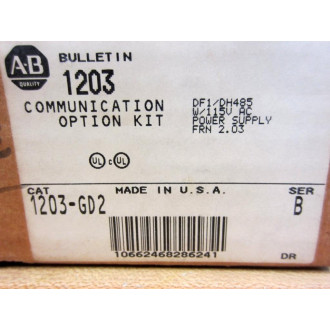 A-B
QUALITY
BULLETIN
1203
COMMUNICATION
OPTION KIT
DF1/DH485
W/115V AC
POWER SUPPLY
FRN 2.03
UL c UL
CAT
1203-GD2
MADE IN U.S.A.
SER
B
10662468286241
DR